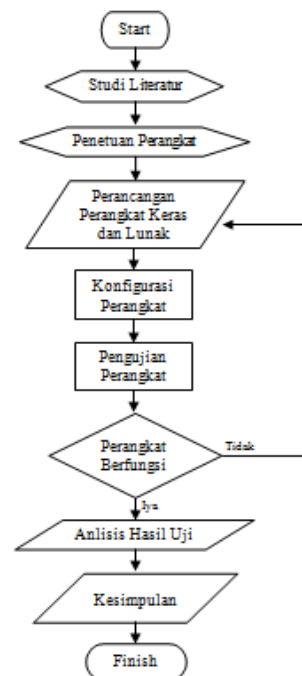 Start
Studi Literatur
Penetuan Perangkat
Perancangan
Perangkat Keras
dan Lunak
Konfigurasi
Perangkat
Pengujian
Perangkat
Perangkat
Berfungsi
Tidak
Iya
Anlisis Hasil Uji
Kesimpulan
Finish